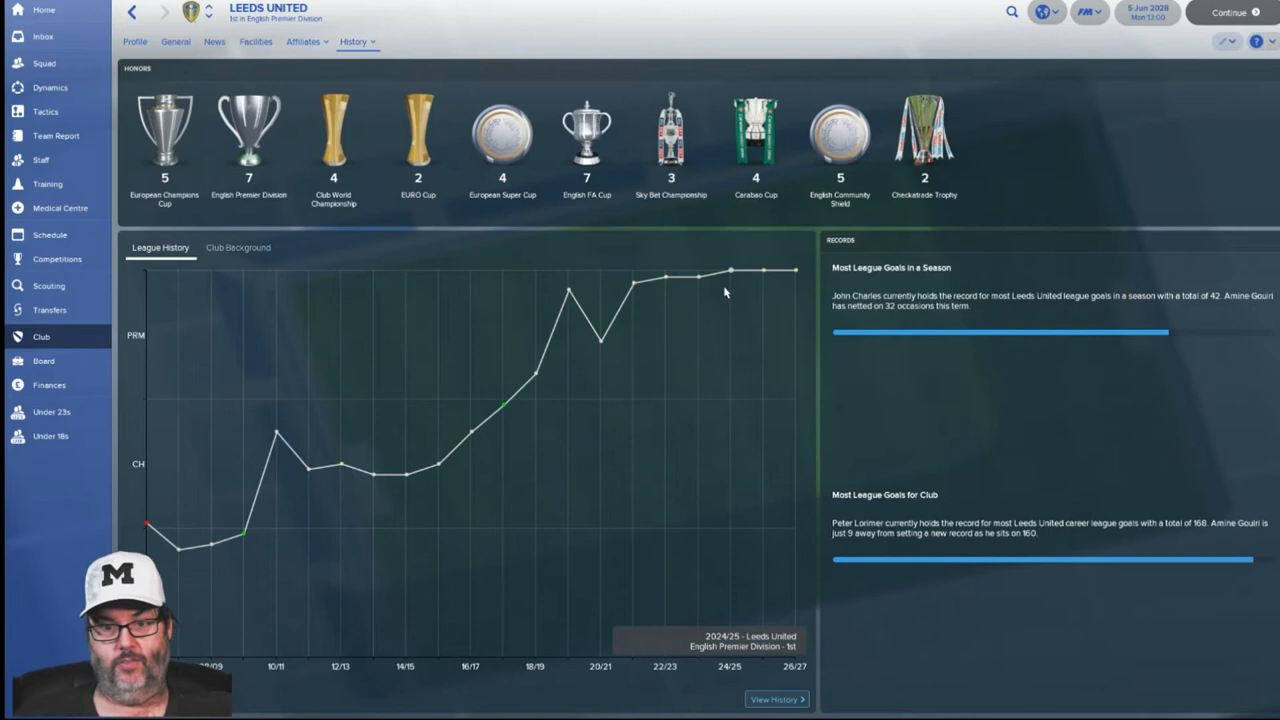 LEEDS UNITED
1st in English Premier Division
FM
5 Jun 2028
Mon 13:00
Continue
Home
Inbox
Squad
Dynamics
Tactics
Team Report
Staff
Training
Medical Centre
Schedule
Competitions
Scouting
Transfers
Club
Board
Finances
Under 23s
Under 18s
Profile
General
News
Facilities
Affiliates
History
?
HONORS
5
European Champions
Cup
7
English Premier Division
4
Club World
Championship
2
EURO Cup
4
European Super Cup
7
English FA Cup
3
Sky Bet Championship
4
Carabao Cup
5
English Community
Shield
2
Checkatrade Trophy
League History
Club Background
PRM
CH
08/09
10/11
12/13
14/15
16/17
18/19
20/21
22/23
24/25
26/27
2024/25 - Leeds United
English Premier Division - 1st
View History
RECORDS
Most League Goals in a Season
John Charles currently holds the record for most Leeds United league goals in a season with a total of 42. Amine Gouiri
has netted on 32 occasions this term.
Most League Goals for Club
Peter Lorimer currently holds the record for most Leeds United career league goals with a total of 168. Amine Gouiri is
just 9 away from setting a new record as he sits on 160.
M